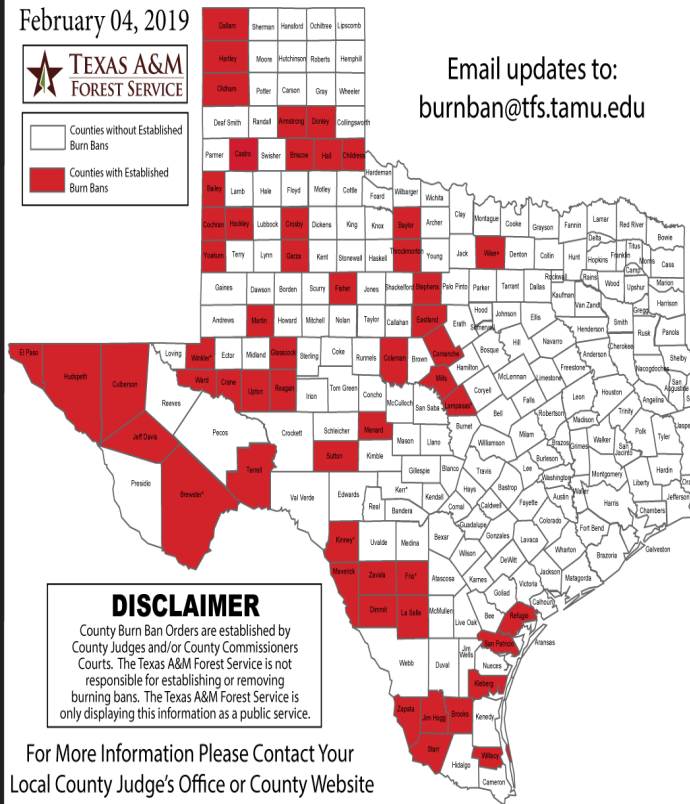 February 04, 2019
TEXAS A&M
FOREST SERVICE
Counties without Established
Burn Bans
Counties with Established
Burn Bans
Email updates to:
burnban@tfs.tamu.edu
Dallam Sherman Hansford Ochiltree Lipscomb
Hartley Moore Hutchinson Roberts Hemphill
Oldham Potter Carson Gray Wheeler
Deaf Smith Randall Armstrong Donley Collingsworth
Parmer Castro Swisher Briscoe Hall Childress
Hardeman
Bailey Lamb Hale Floyd Motley Cottle Foard Wilbarger Wichita
Clay Montague Cooke Grayson Fannin Lamar Red River Bowie
Cochran Hockley Lubbock Crosby Dickens King Knox Baylor Archer
Delta Titus Franklin Morris Cass
Yoakum Terry Lynn Garza Kent Stonewall Haskell Throckmorton Young Jack Wise* Denton Collin Hunt Hopkins Camp
Rockwall Rains Wood Upshur Marion
Gaines Dawson Borden Scurry Fisher Jones Shackelford Stephens Palo Pinto Parker Tarrant Dallas Kaufman Van Zandt Gregg Harrison
Hood Johnson Ellis Smith Rusk Panola
Andrews Martin Howard Mitchell Nolan Taylor Callahan Eastland Erath Somervell Henderson
Hill Navarro Cherokee
El Paso Hudspeth Culberson Loving Winkler* Ector Midland Glasscock Sterling Coke Runnels Coleman Brown Comanche Bosque Anderson Shelby
Freestone Nacogdoches
Hamilton McLennan Limestone San Augustine
Ward Crane Upton Reagan Irion Tom Green Concho Mills Coryell Falls Leon Houston Angelina
Reeves McCulloch San Saba Lampasas* Bell Robertson Madison Trinity
Jeff Davis Pecos Crockett Schleicher Menard Mason Llano Burnet Williamson Milam Brazos Grimes Walker San Jacinto Polk Tyler Jaspe
Sutton Kimble Burleson
Gillespie Blanco Travis Lee Washington Montgomery Liberty Hardin
Presidio Brewster* Terrell Val Verde Edwards Kerr* Kendall Hays Bastrop Austin Waller Harris Jefferson
Real Bandera Comal Caldwell Fayette Chambers
Guadalupe Colorado Fort Bend
Kinney* Uvalde Medina Bexar Gonzales Lavaca Wharton Brazoria Galveston
Wilson DeWitt
Maverick Zavala Frio* Atascosa Karnes Jackson Matagorda
Victoria
Goliad Calhoun
Dimmit La Salle McMullen Live Oak Bee Refugio
San Patricio Aransas
Webb Duval Jim Wells Nueces
Kleberg
Zapata Jim Hogg Brooks Kenedy
Starr Hidalgo Willacy
Cameron
DISCLAIMER
County Burn Ban Orders are established by
County Judges and/or County Commissioners
Courts. The Texas A&M Forest Service is not
responsible for establishing or removing
burning bans. The Texas A&M Forest Service is
only displaying this information as a public service.
For More Information Please Contact Your
Local County Judge's Office or County Website